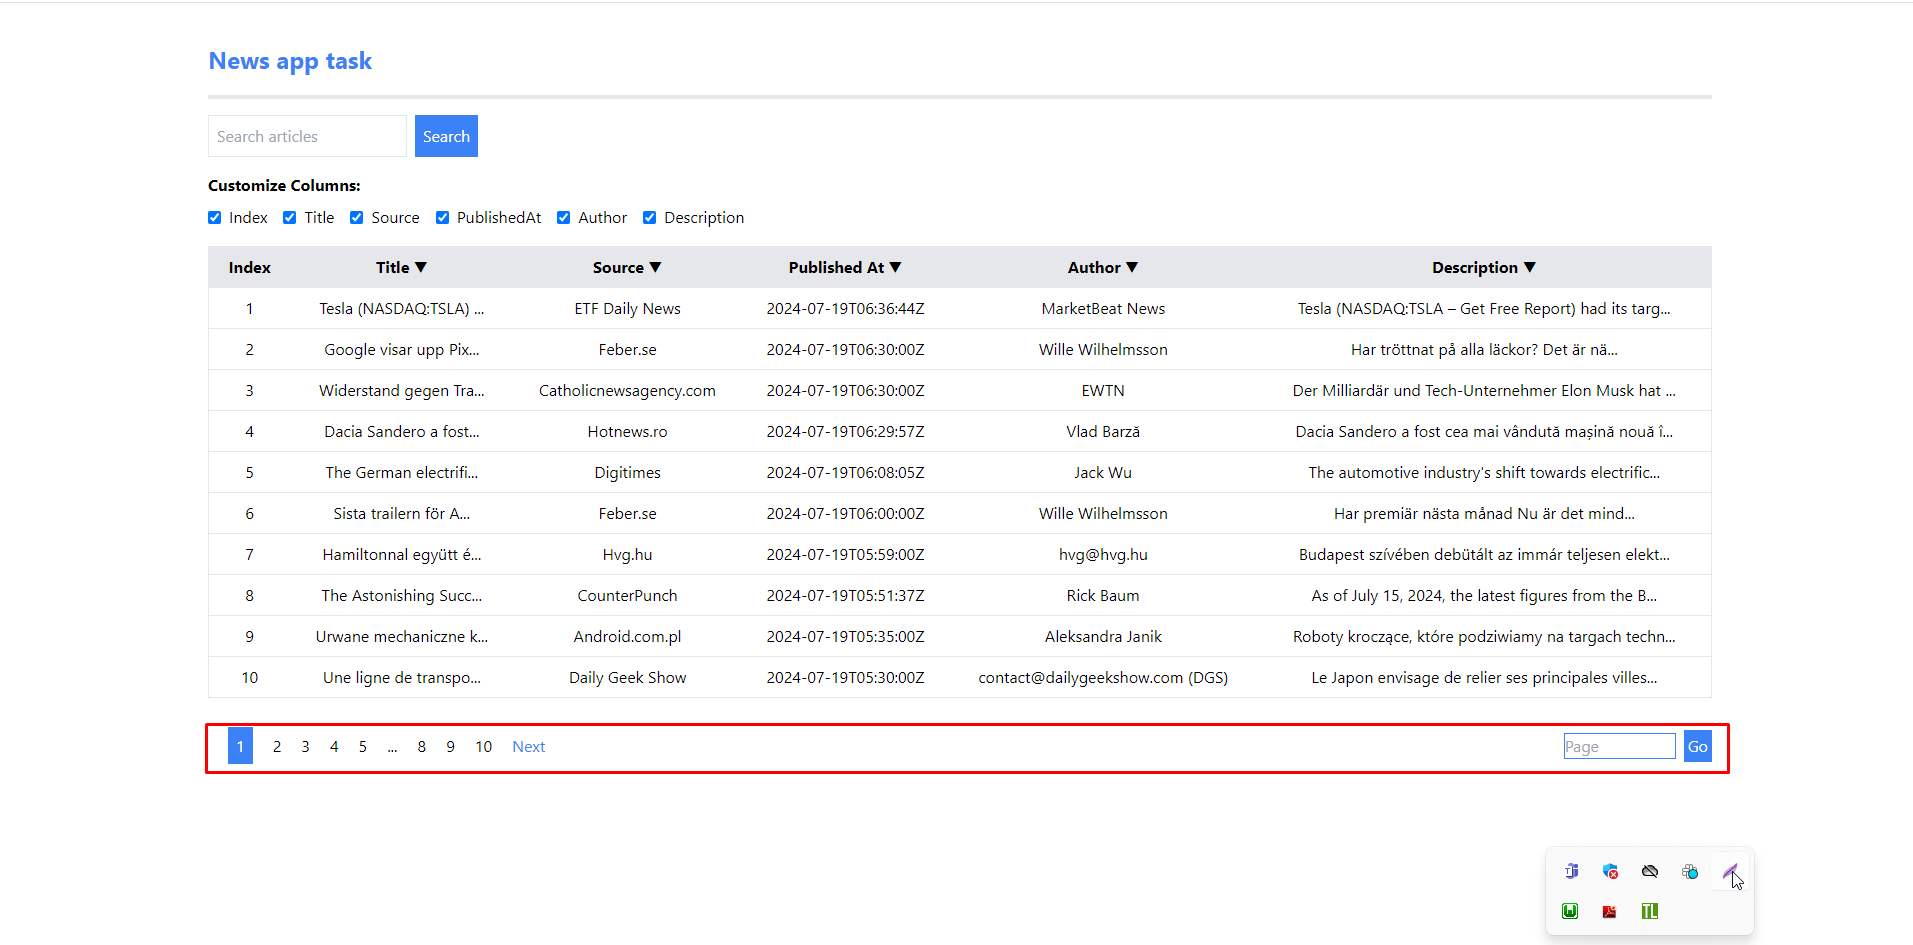 News app task
Search articles Search
Customize Columns:
Index Title Source PublishedAt Author Description
Index Title ▼ Source ▼ Published At ▼ Author ▼ Description ▼
1 Tesla (NASDAQ:TSLA) ... ETF Daily News 2024-07-19T06:36:44Z MarketBeat News Tesla (NASDAQ:TSLA – Get Free Report) had its targ...
2 Google visar upp Pix... Feber.se 2024-07-19T06:30:00Z Wille Wilhelmsson Har tröttnat på alla läckor? Det är nä...
3 Widerstand gegen Tra... Catholicnewsagency.com 2024-07-19T06:30:00Z EWTN Der Milliardär und Tech-Unternehmer Elon Musk hat ...
4 Dacia Sandero a fost... Hotnews.ro 2024-07-19T06:29:57Z Vlad Barză Dacia Sandero a fost cea mai vândută mașină nouă î...
5 The German electrifi... Digitimes 2024-07-19T06:08:05Z Jack Wu The automotive industry's shift towards electrific...
6 Sista trailern för A... Feber.se 2024-07-19T06:00:00Z Wille Wilhelmsson Har premiär nästa månad Nu är det mind...
7 Hamiltonnal együtt é... Hvg.hu 2024-07-19T05:59:00Z hvg@hvg.hu Budapest szívében debütált az immár teljesen elekt...
8 The Astonishing Succ... CounterPunch 2024-07-19T05:51:37Z Rick Baum As of July 15, 2024, the latest figures from the B...
9 Urwane mechaniczne k... Android.com.pl 2024-07-19T05:35:00Z Aleksandra Janik Roboty kroczące, które podziwiamy na targach techn...
10 Une ligne de transpo... Daily Geek Show 2024-07-19T05:30:00Z contact@dailygeekshow.com (DGS) Le Japon envisage de relier ses principales villes...
1 2 3 4 5 ... 8 9 10 Next Page Go
TL